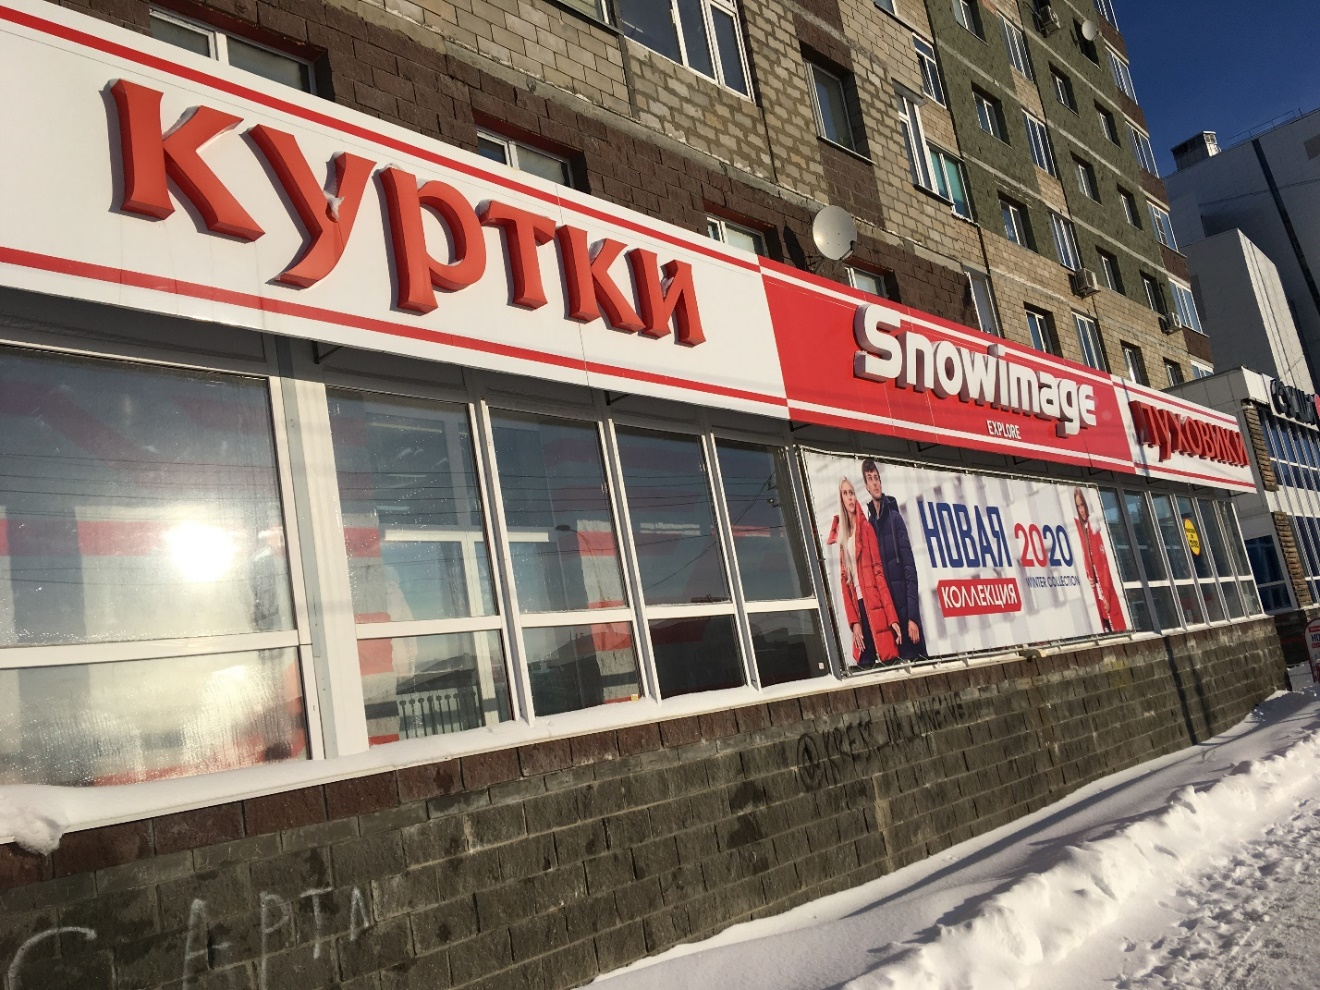 куртки
Snowimage
EXPLORE
пуховики
НОВАЯ
КОЛЛЕКЦИЯ
2020
WINTER COLLECTION